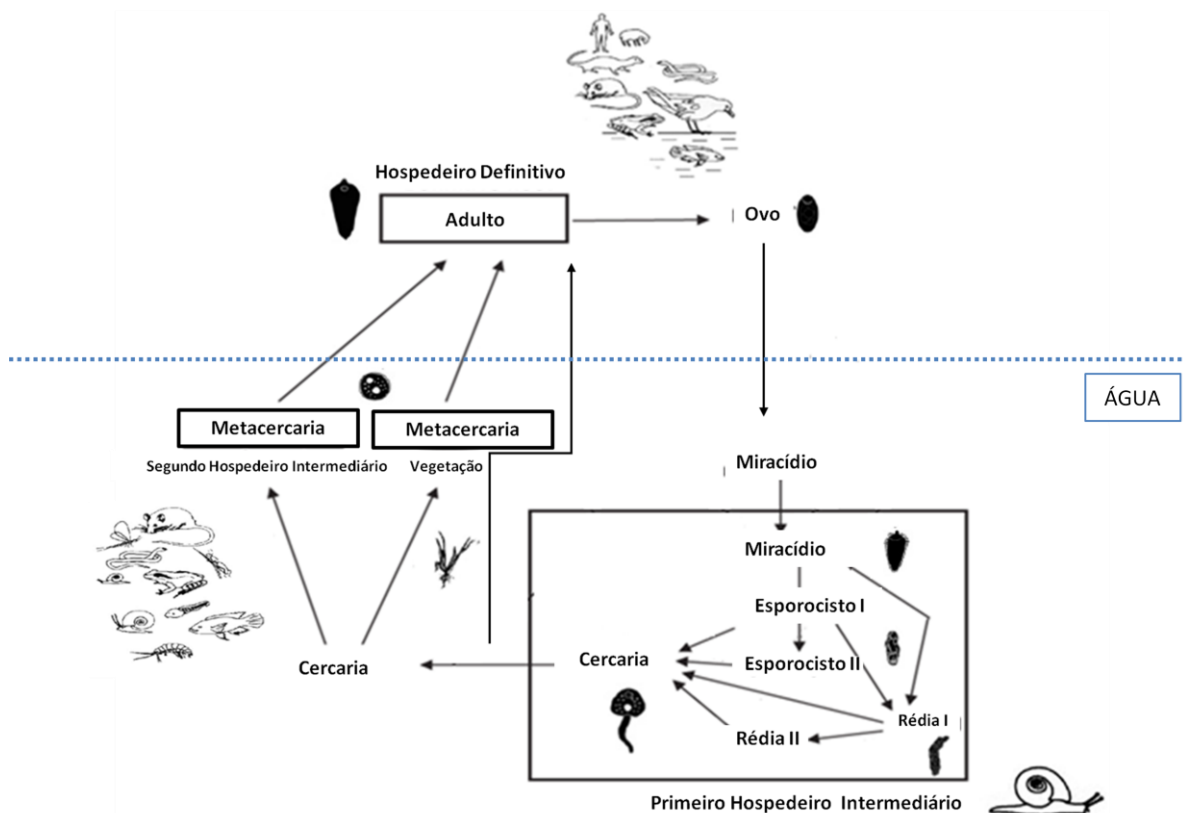 Hospedeiro Definitivo
Adulto
Ovo
ÁGUA
Metacercaria
Metacercaria
Segundo Hospedeiro Intermediário
Vegetação
Miracídio
Miracídio
Esporocisto I
Cercaria
Cercaria
Esporocisto II
Rédia I
Rédia II
Primeiro Hospedeiro Intermediário